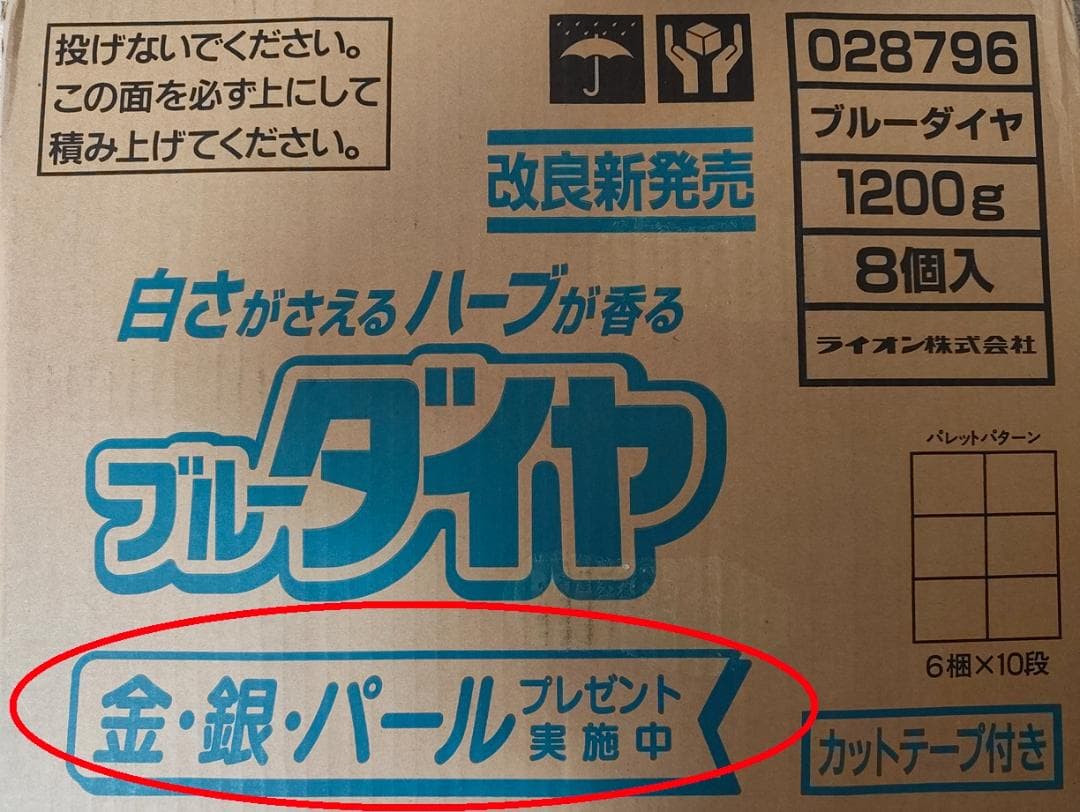 投げないでください。
この面を必ず上にして
積み上げてください。
改良新発売
028796
ブルーダイヤ
1200g
8個入
ライオン株式会社
白さがさえるハーブが香る
ブルーダイヤ
パレットパターン
6梱×10段
金・銀・パールプレゼント
実施中
カットテープ付き